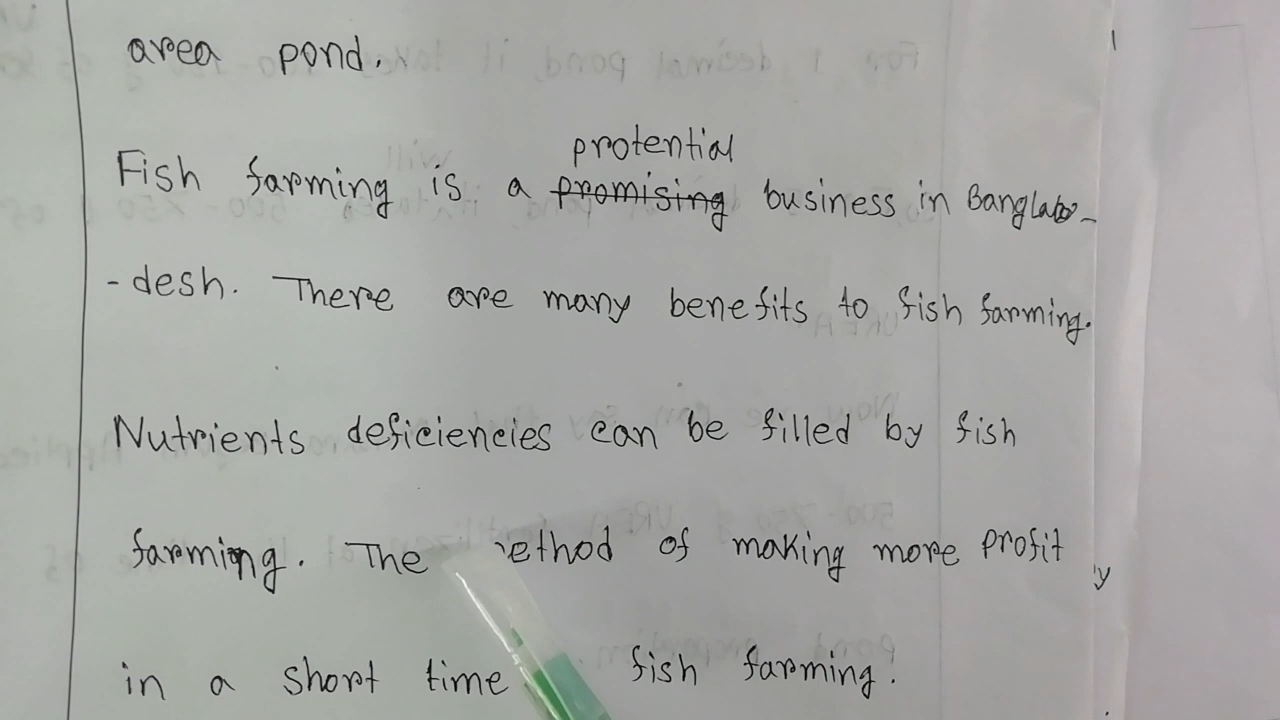 area pond.
protential
Fish farming is a promising business in Bangla
-desh. There are many benefits to fish farming.
Nutrients deficiencies can be filled by fish
farming. The ethod of making more profit
in a short time fish farming.